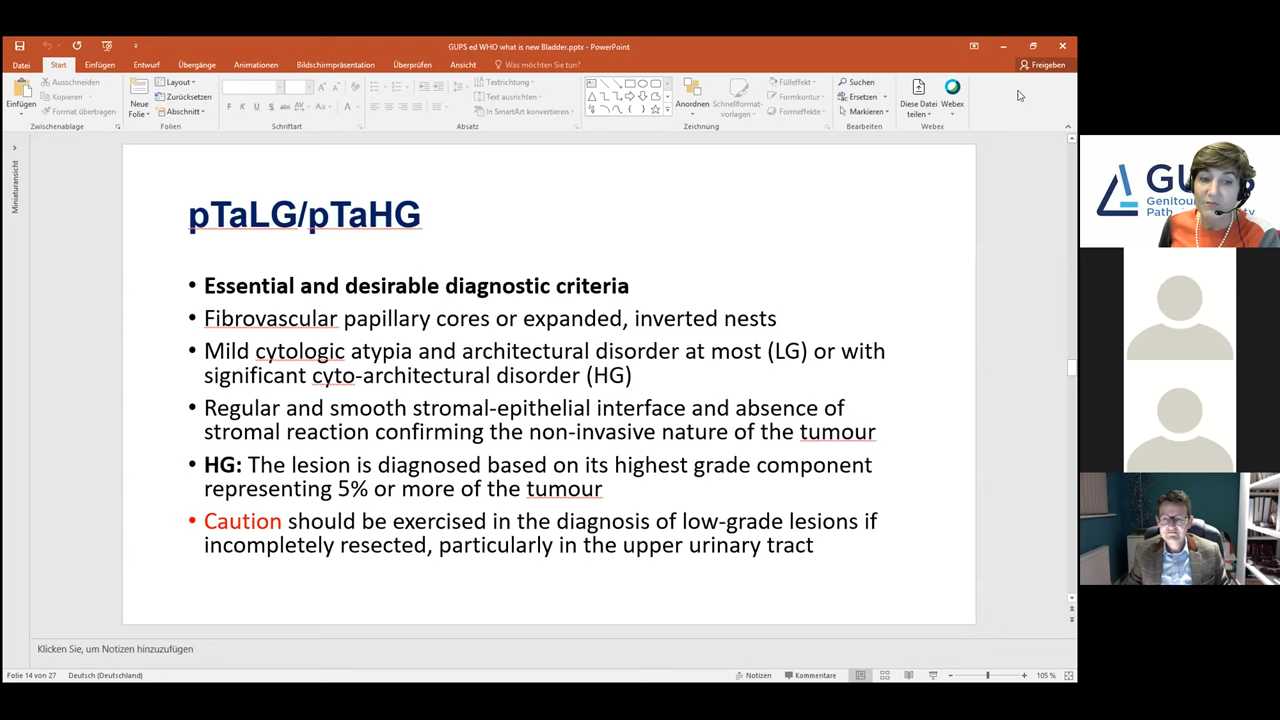 GUPS ed WHO what is new Bladder.pptx - PowerPoint
Datei Start Einfügen Entwurf Übergänge Animationen Bildschirmpräsentation Überprüfen Ansicht Was möchten Sie tun? Freigeben
Einfügen
Ausschneiden
Kopieren
Format übertragen
Zwischenablage
Neue Folie
Layout
Zurücksetzen
Abschnitt
Folien
F K U S
Schriftart
Textrichtung
Text ausrichten
In SmartArt konvertieren
Absatz
Anordnen
Schnellformat-vorlagen
Fülleffekt
Formkontur
Formeffekte
Zeichnung
Suchen
Ersetzen
Markieren
Bearbeiten
Diese Datei teilen
Webex
Webex
Miniaturansicht
pTaLG/pTaHG
• Essential and desirable diagnostic criteria
• Fibrovascular papillary cores or expanded, inverted nests
• Mild cytologic atypia and architectural disorder at most (LG) or with
significant cyto-architectural disorder (HG)
• Regular and smooth stromal-epithelial interface and absence of
stromal reaction confirming the non-invasive nature of the tumour
• HG: The lesion is diagnosed based on its highest grade component
representing 5% or more of the tumour
• Caution should be exercised in the diagnosis of low-grade lesions if
incompletely resected, particularly in the upper urinary tract
Klicken Sie, um Notizen hinzuzufügen
Folie 14 von 27 Deutsch (Deutschland) Notizen Kommentare 105 %